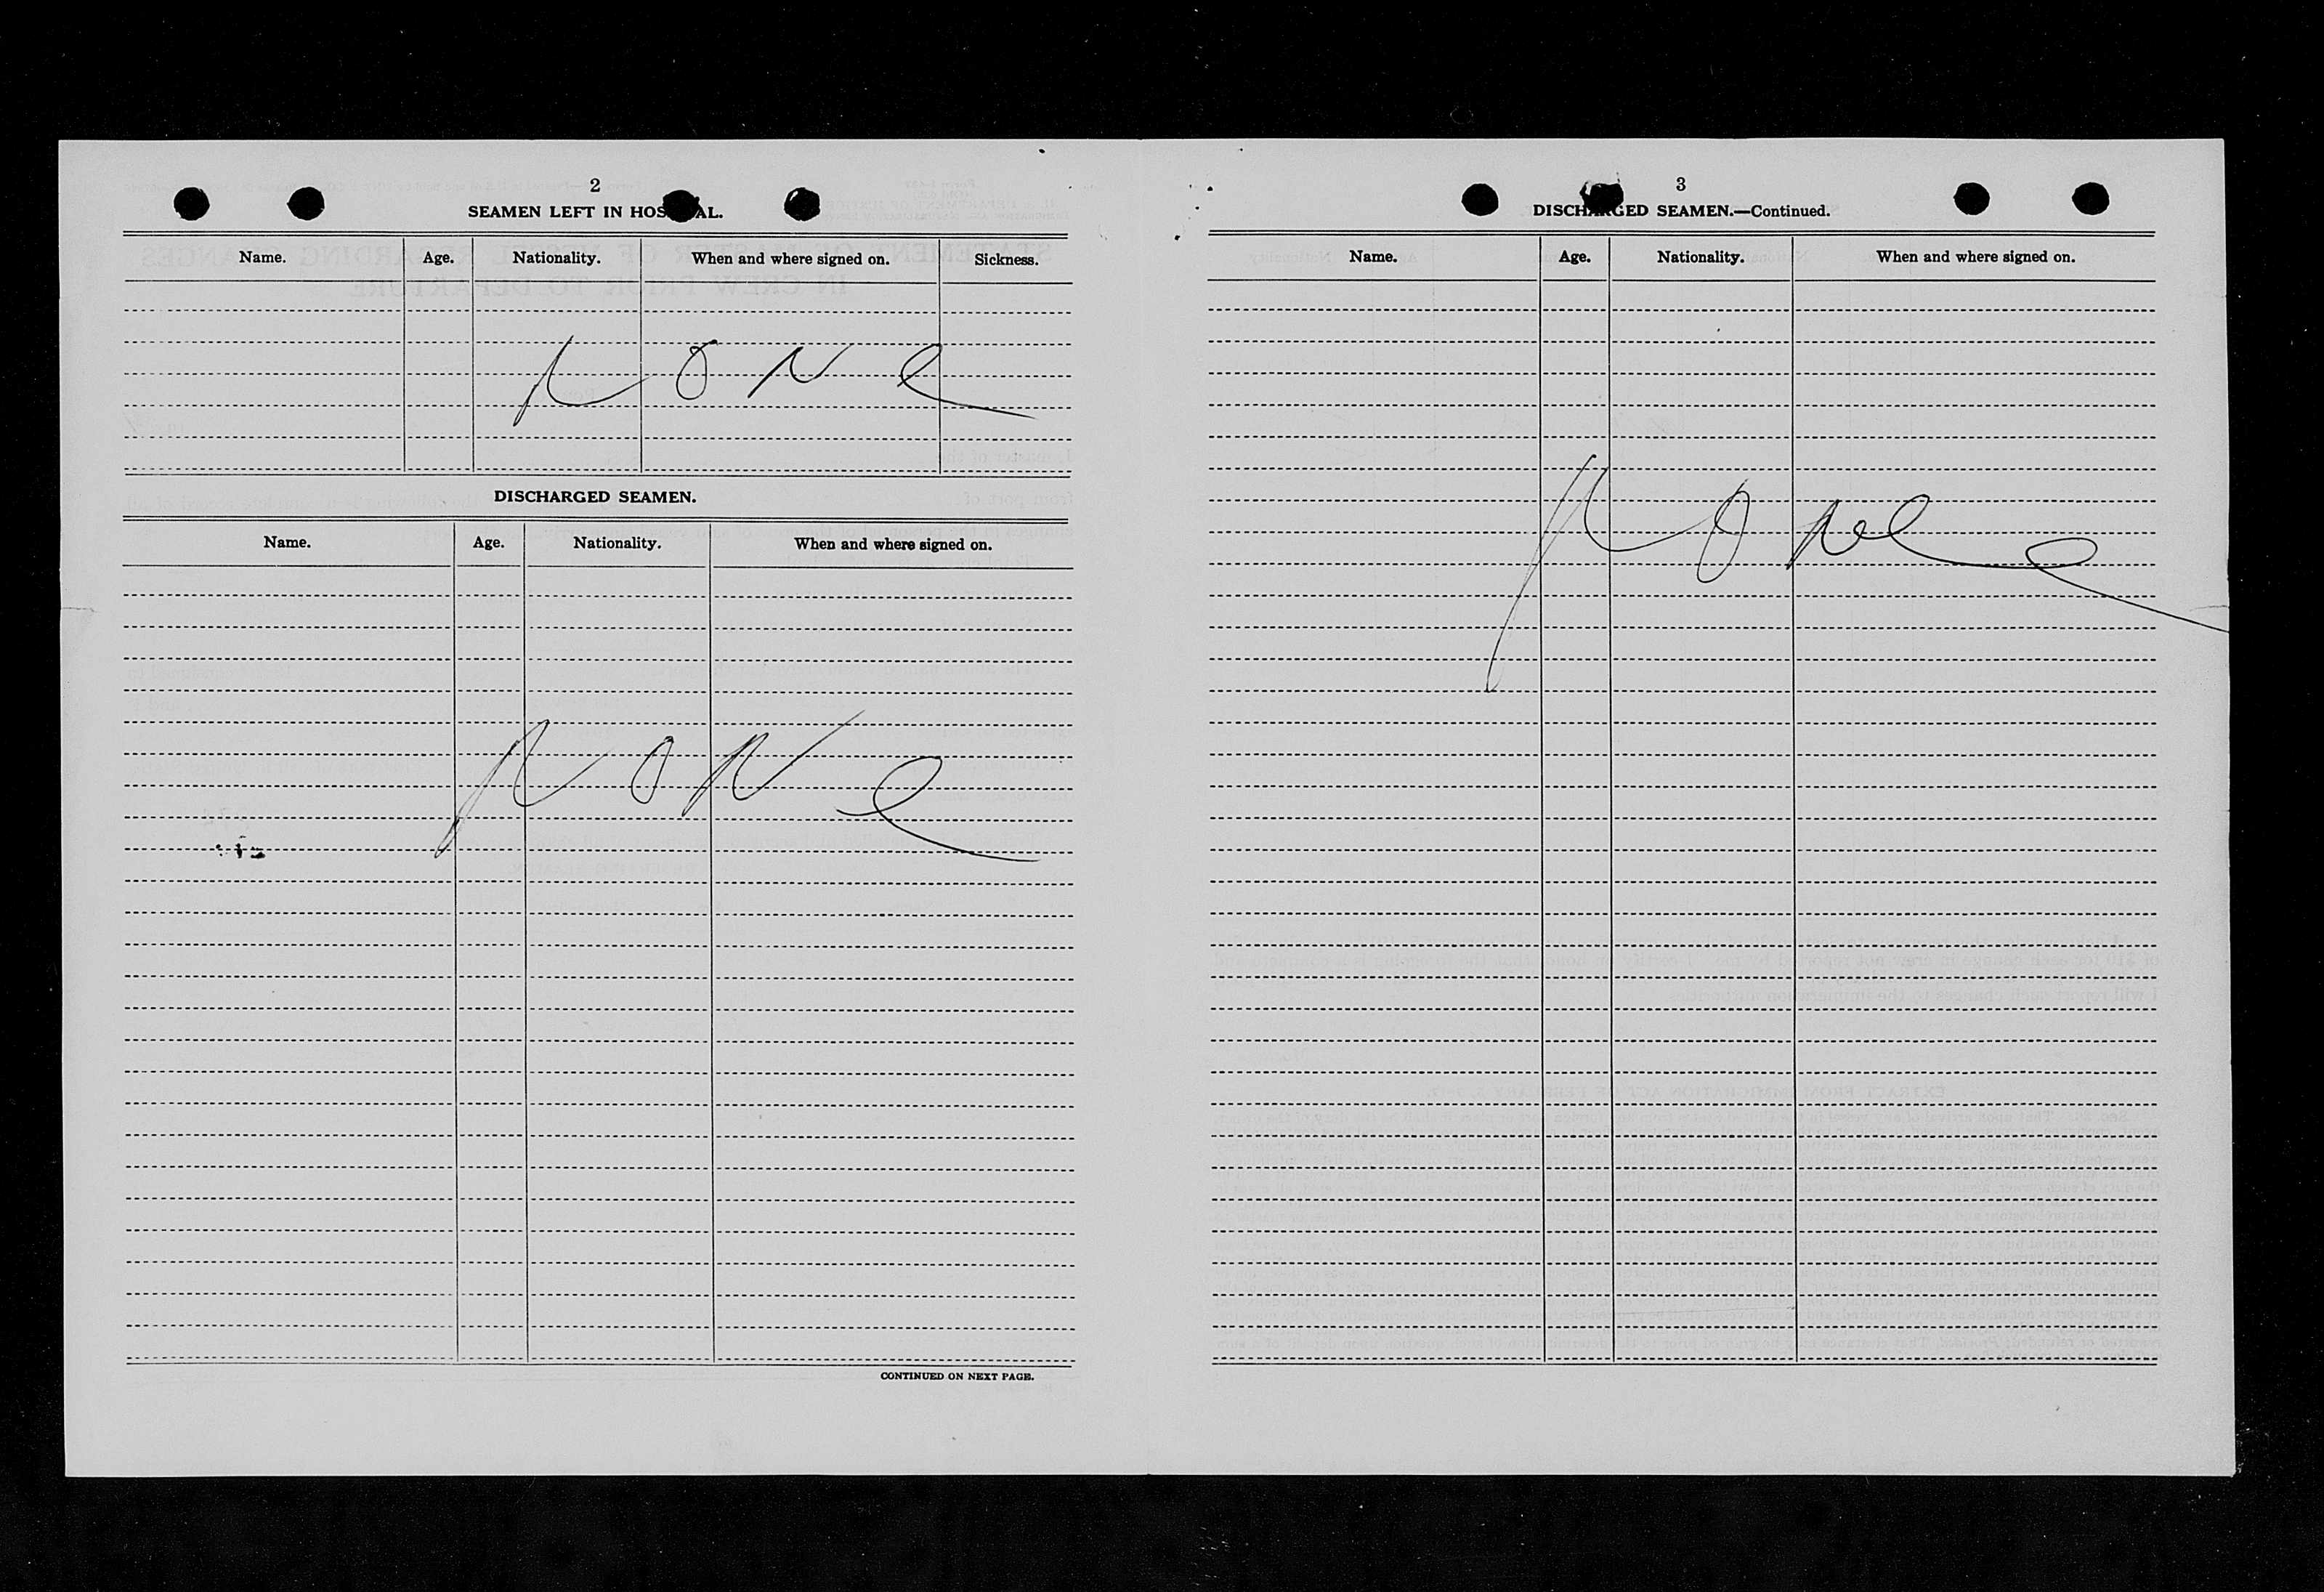 2
SEAMEN LEFT IN HOSPITAL.
Name. Age. Nationality. When and where signed on. Sickness.
None
DISCHARGED SEAMEN.
Name. Age. Nationality. When and where signed on.
None
CONTINUED ON NEXT PAGE.
3
DISCHARGED SEAMEN.—Continued.
Name. Age. Nationality. When and where signed on.
None